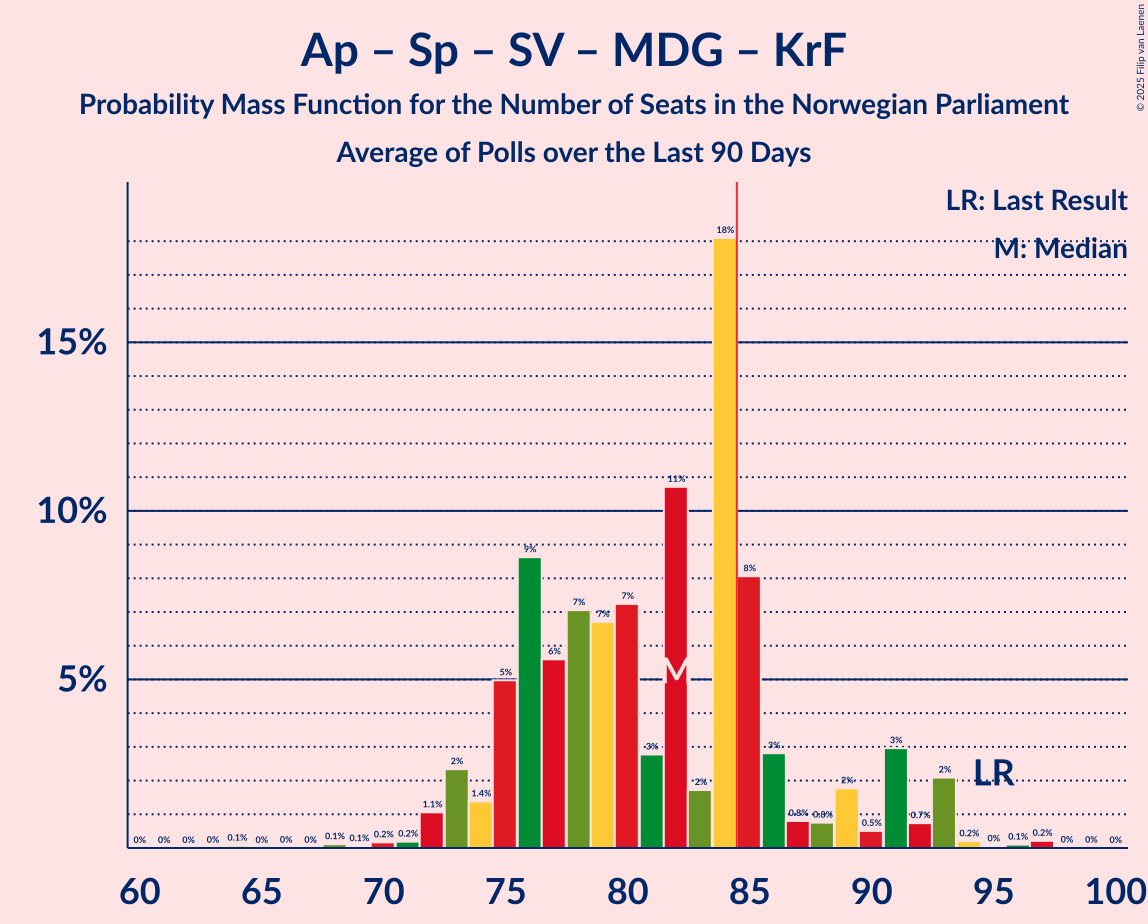 Ap – Sp – SV – MDG – KrF
Probability Mass Function for the Number of Seats in the Norwegian Parliament
Average of Polls over the Last 90 Days
© 2025 Filip van Laenen
LR: Last Result
M: Median
15%
10%
5%
0% 0% 0% 0% 0.1% 0% 0% 0% 0.1% 0.1% 0.2% 0.2% 1.1% 2% 1.4% 5% 9% 6% 7% 7% 7% 3% 11% 2% 18% 8% 3% 0.8% 0.8% 2% 0.5% 3% 0.7% 2% 0.2% 0% 0.1% 0.2% 0% 0% 0%
M
LR
60 65 70 75 80 85 90 95 100